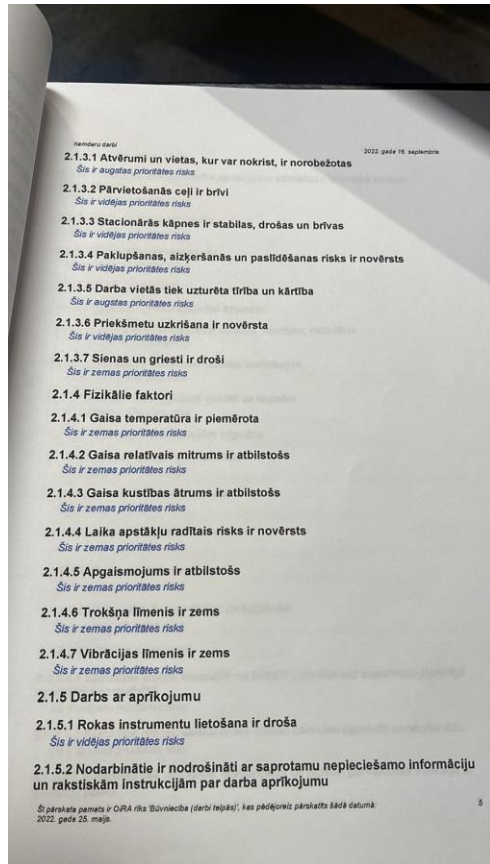 namdaru darbi
2022. gada 16. septembris
2.1.3.1 Atvērumi un vietas, kur var nokrist, ir norobežotas
Šis ir augstas prioritātes risks
2.1.3.2 Pārvietošanās ceļi ir brīvi
Šis ir vidējas prioritātes risks
2.1.3.3 Stacionārās kāpnes ir stabilas, drošas un brīvas
Šis ir vidējas prioritātes risks
2.1.3.4 Paklupšanas, aizķeršanās un paslīdēšanas risks ir novērsts
Šis ir vidējas prioritātes risks
2.1.3.5 Darba vietās tiek uzturēta tīrība un kārtība
Šis ir augstas prioritātes risks
2.1.3.6 Priekšmetu uzkrišana ir novērsta
Šis ir vidējas prioritātes risks
2.1.3.7 Sienas un griesti ir droši
Šis ir zemas prioritātes risks
2.1.4 Fizikālie faktori
2.1.4.1 Gaisa temperatūra ir piemērota
Šis ir zemas prioritātes risks
2.1.4.2 Gaisa relatīvais mitrums ir atbilstošs
Šis ir zemas prioritātes risks
2.1.4.3 Gaisa kustības ātrums ir atbilstošs
Šis ir zemas prioritātes risks
2.1.4.4 Laika apstākļu radītais risks ir novērsts
Šis ir zemas prioritātes risks
2.1.4.5 Apgaismojums ir atbilstošs
Šis ir zemas prioritātes risks
2.1.4.6 Trokšņa līmenis ir zems
Šis ir zemas prioritātes risks
2.1.4.7 Vibrācijas līmenis ir zems
Šis ir zemas prioritātes risks
2.1.5 Darbs ar aprīkojumu
2.1.5.1 Rokas instrumentu lietošana ir droša
Šis ir vidējas prioritātes risks
2.1.5.2 Nodarbinātie ir nodrošināti ar saprotamu nepieciešamo informāciju
un rakstiskām instrukcijām par darba aprīkojumu
Šī pārskata pamats ir OiRA rīks 'Būvniecība (darbi telpās)', kas pēdējoreiz pārskatīts šādā datumā:
2022. gada 25. maijs.
5